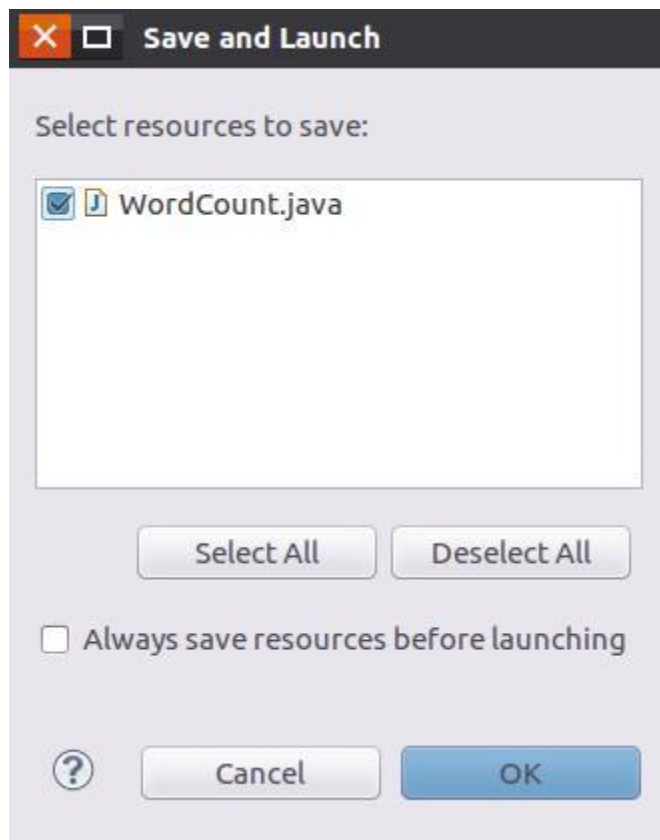 Save and Launch
Select resources to save:
J WordCount.java
Select All Deselect All
Always save resources before launching
? Cancel OK